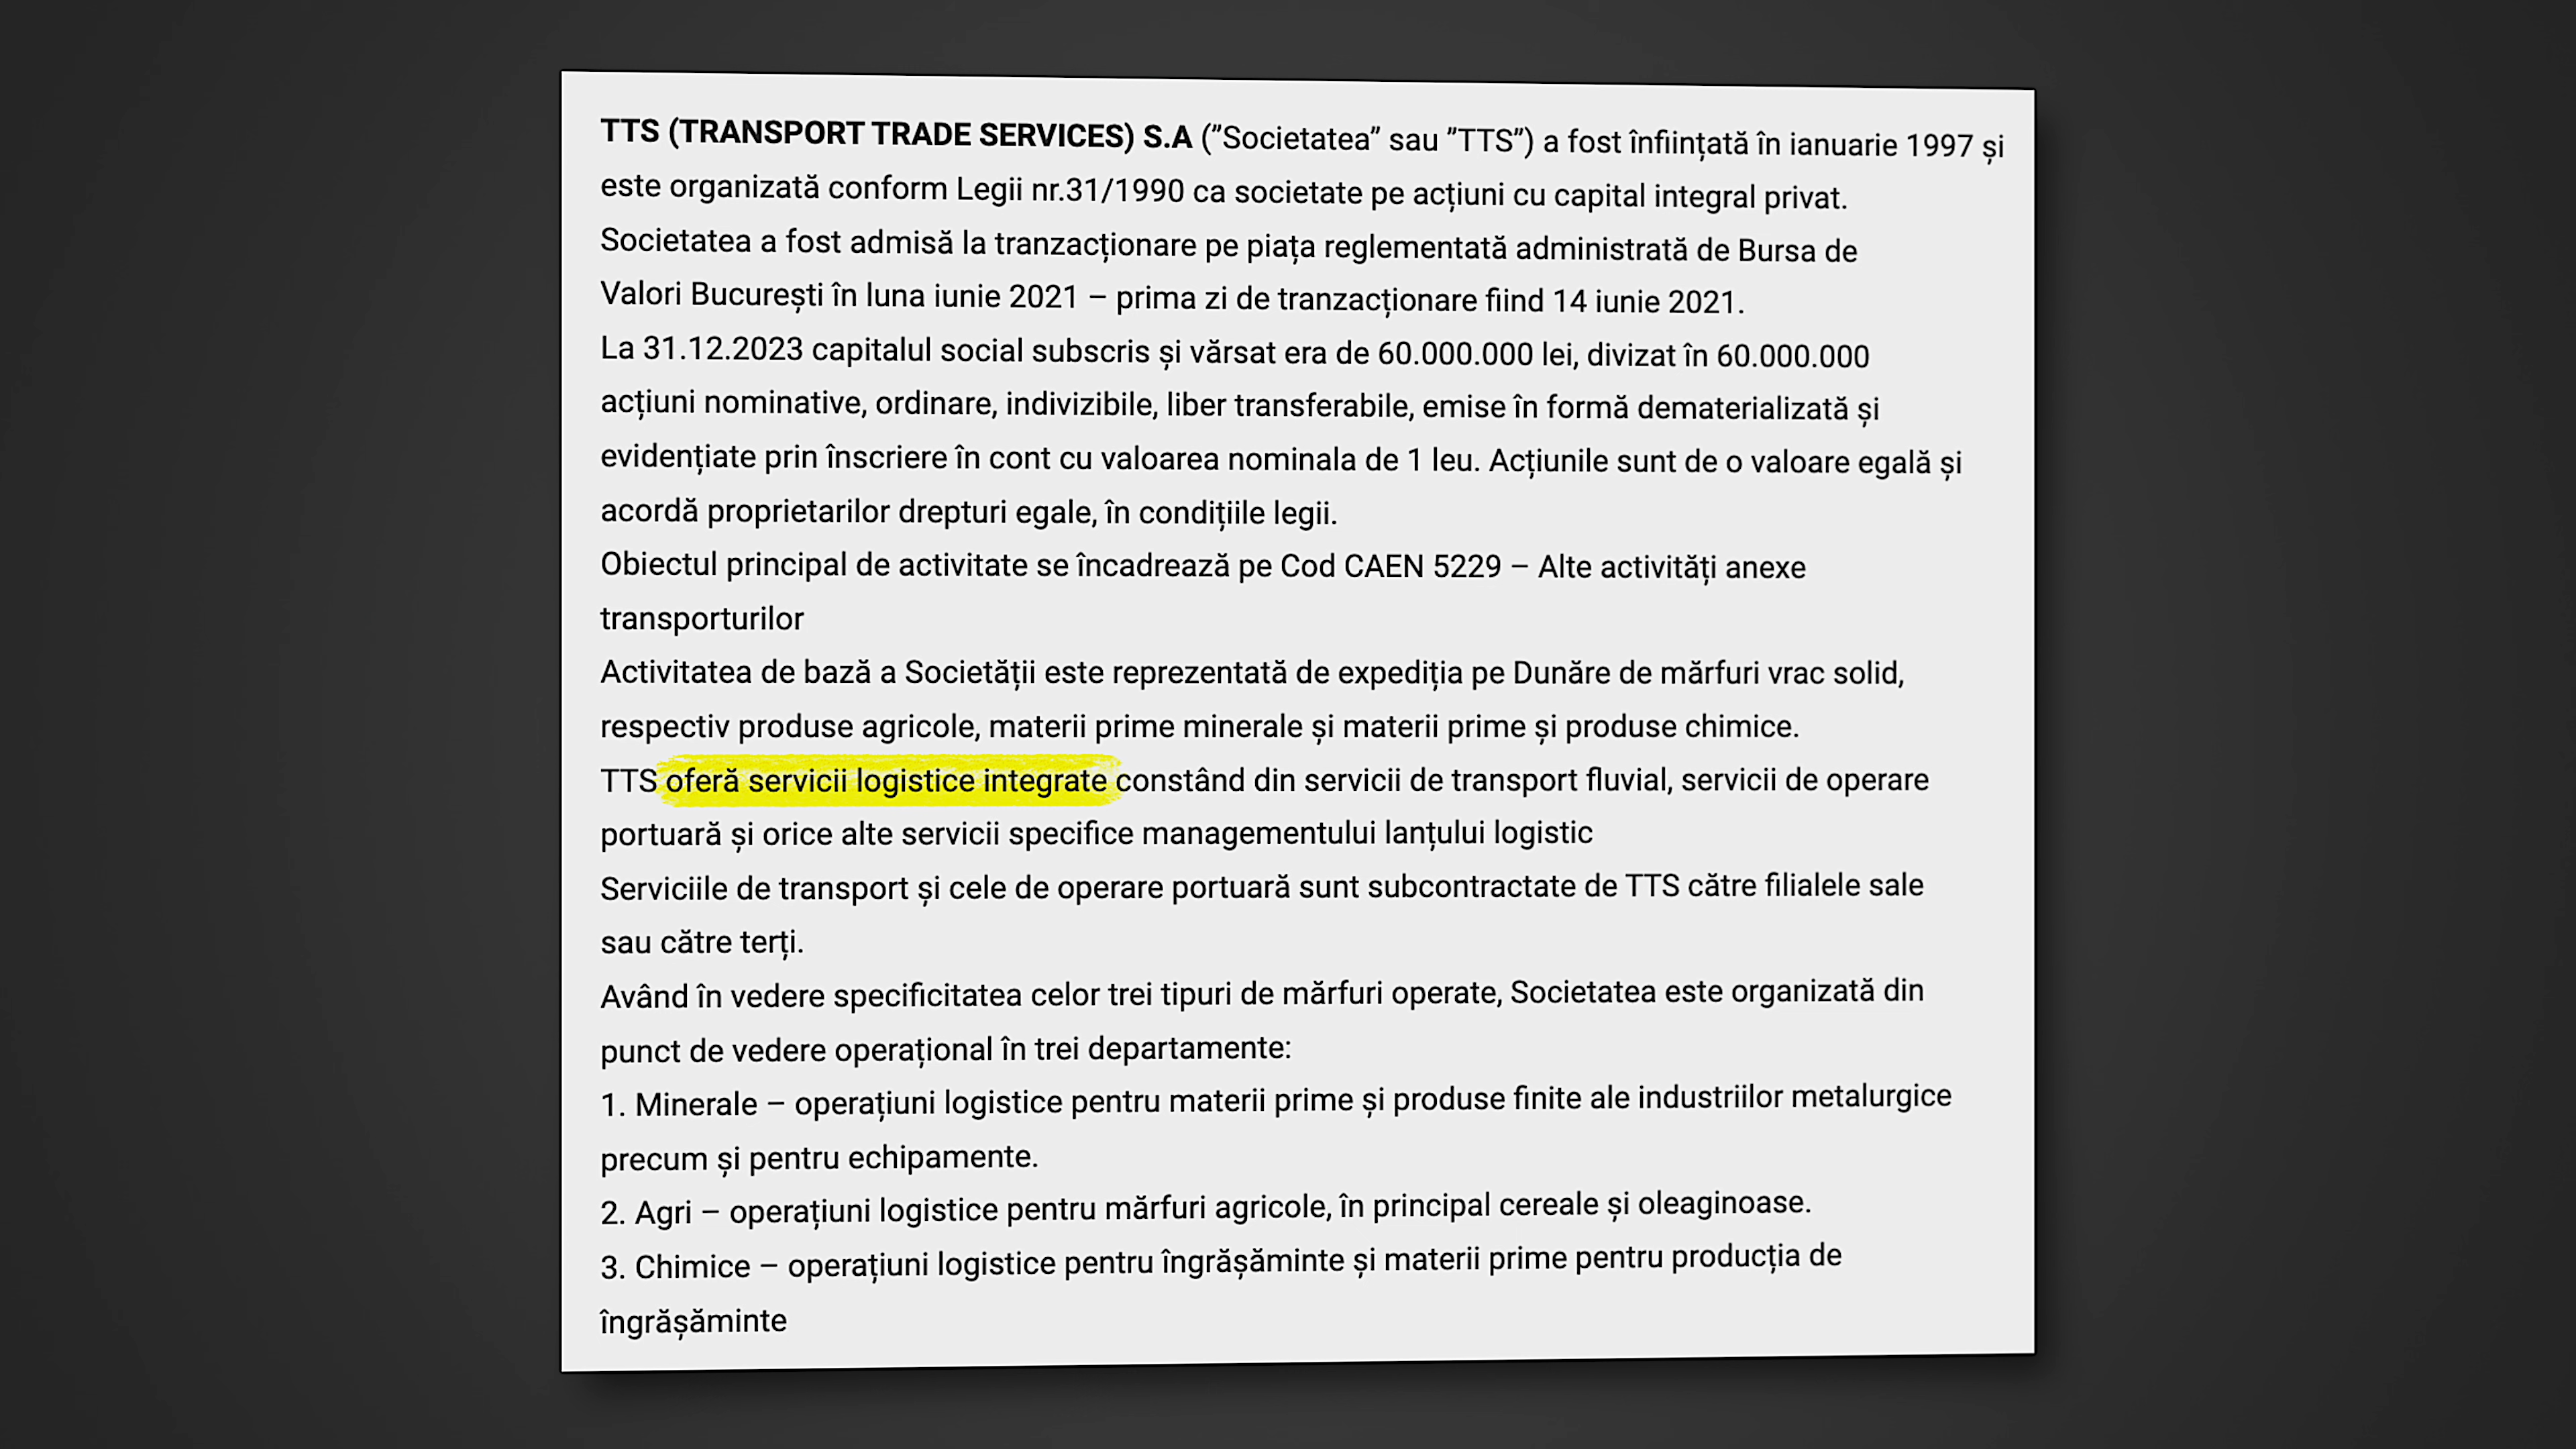 TTS (TRANSPORT TRADE SERVICES) S.A (”Societatea” sau ”TTS”) a fost înființată în ianuarie 1997 și
este organizată conform Legii nr.31/1990 ca societate pe acțiuni cu capital integral privat.
Societatea a fost admisă la tranzacționare pe piața reglementată administrată de Bursa de
Valori București în luna iunie 2021 – prima zi de tranzacționare fiind 14 iunie 2021.
La 31.12.2023 capitalul social subscris și vărsat era de 60.000.000 lei, divizat în 60.000.000
acțiuni nominative, ordinare, indivizibile, liber transferabile, emise în formă dematerializată și
evidențiate prin înscriere în cont cu valoarea nominala de 1 leu. Acțiunile sunt de o valoare egală și
acordă proprietarilor drepturi egale, în condițiile legii.
Obiectul principal de activitate se încadrează pe Cod CAEN 5229 – Alte activități anexe
transporturilor
Activitatea de bază a Societății este reprezentată de expediția pe Dunăre de mărfuri vrac solid,
respectiv produse agricole, materii prime minerale și materii prime și produse chimice.
TTS oferă servicii logistice integrate constând din servicii de transport fluvial, servicii de operare
portuară și orice alte servicii specifice managementului lanțului logistic
Serviciile de transport și cele de operare portuară sunt subcontractate de TTS către filialele sale
sau către terți.
Având în vedere specificitatea celor trei tipuri de mărfuri operate, Societatea este organizată din
punct de vedere operațional în trei departamente:
1. Minerale – operațiuni logistice pentru materii prime și produse finite ale industriilor metalurgice
precum și pentru echipamente.
2. Agri – operațiuni logistice pentru mărfuri agricole, în principal cereale și oleaginoase.
3. Chimice – operațiuni logistice pentru îngrășăminte și materii prime pentru producția de
îngrășăminte